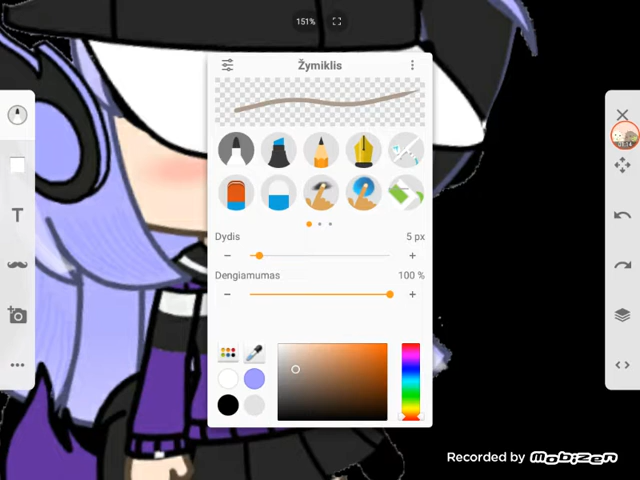 151%
Žymiklis
Dydis
5 px
Dengiamumas
100 %
T
Recorded by Mobizen